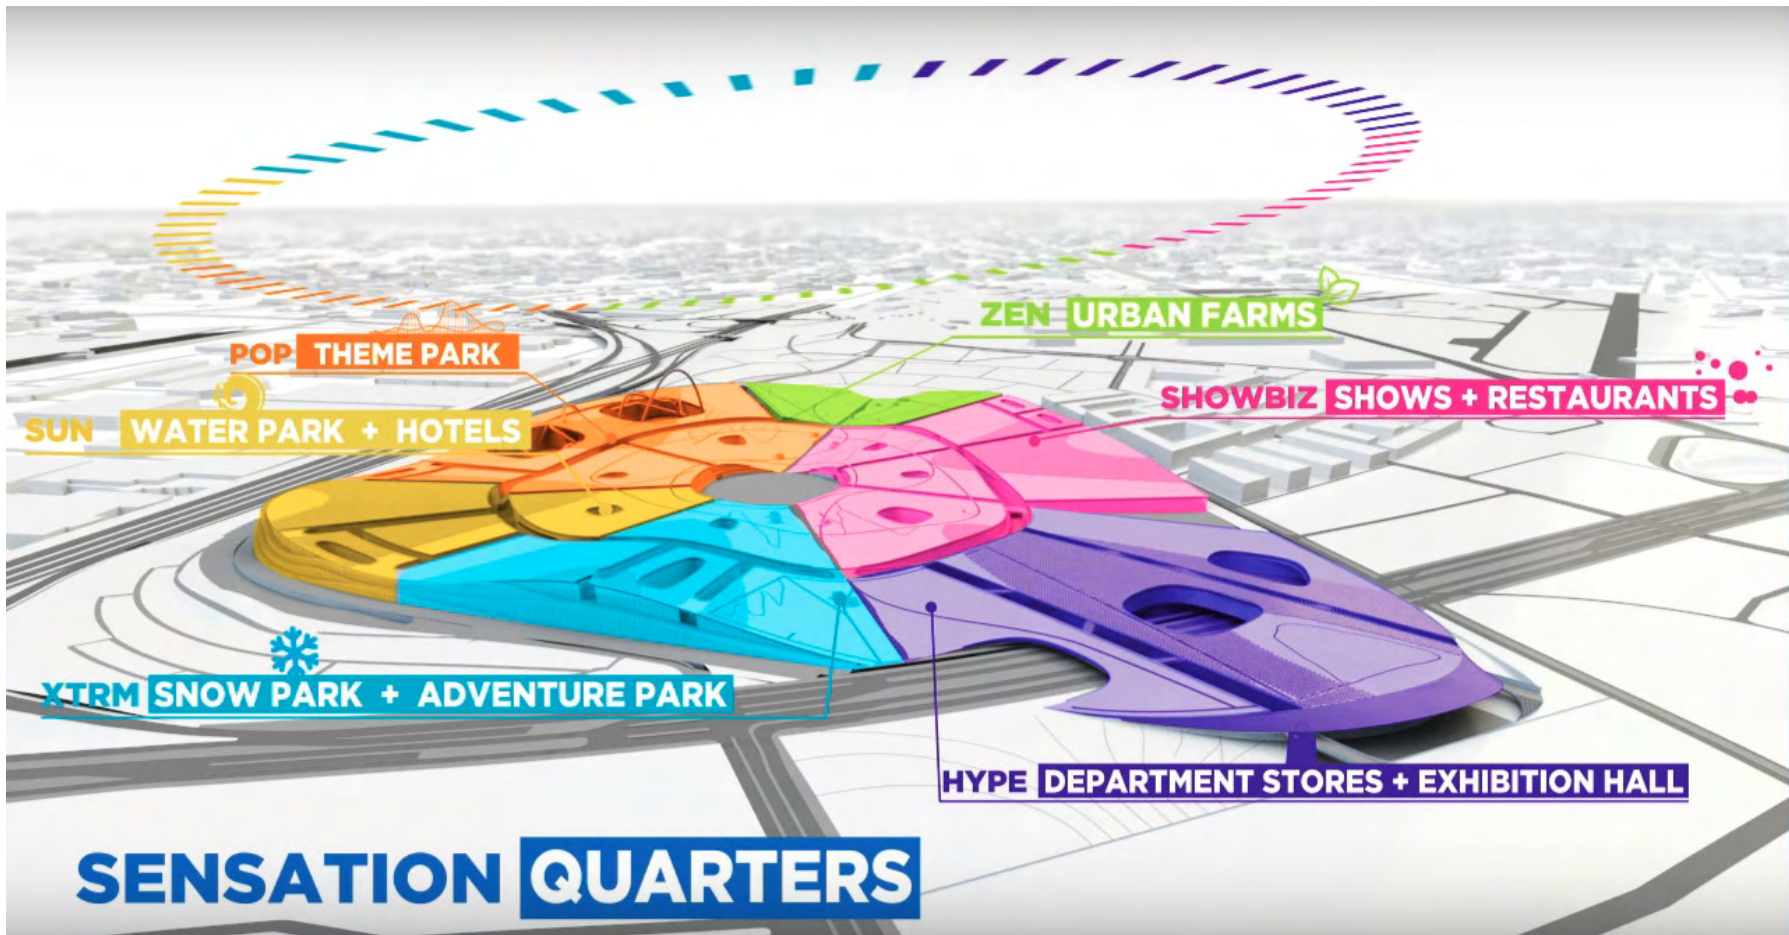 ZEN URBAN FARMS
POP THEME PARK
SHOWBIZ SHOWS + RESTAURANTS
SUN WATER PARK + HOTELS
XTRM SNOW PARK + ADVENTURE PARK
HYPE DEPARTMENT STORES + EXHIBITION HALL
SENSATION QUARTERS